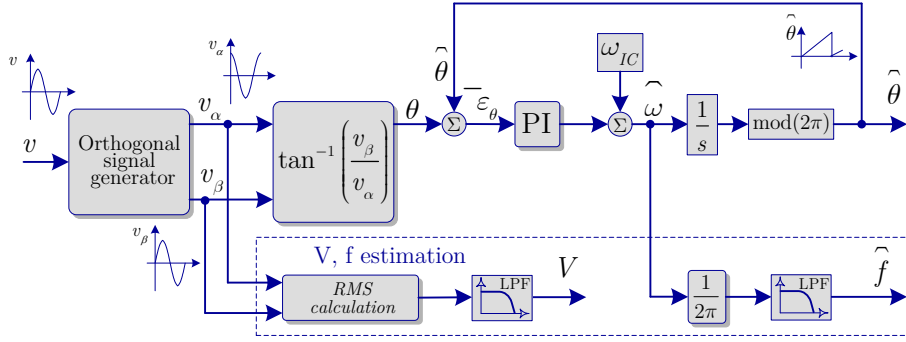 v
v_α
v
v_α
v_β
v_β
Orthogonal
signal
generator
tan⁻¹ (v_β / v_α)
θ
θ̂
−
Σ
ε_θ
PI
ω_IC
Σ
ω̂
1/s
mod(2π)
θ̂
θ̂
V, f estimation
RMS
calculation
LPF
V
1/2π
LPF
f̂